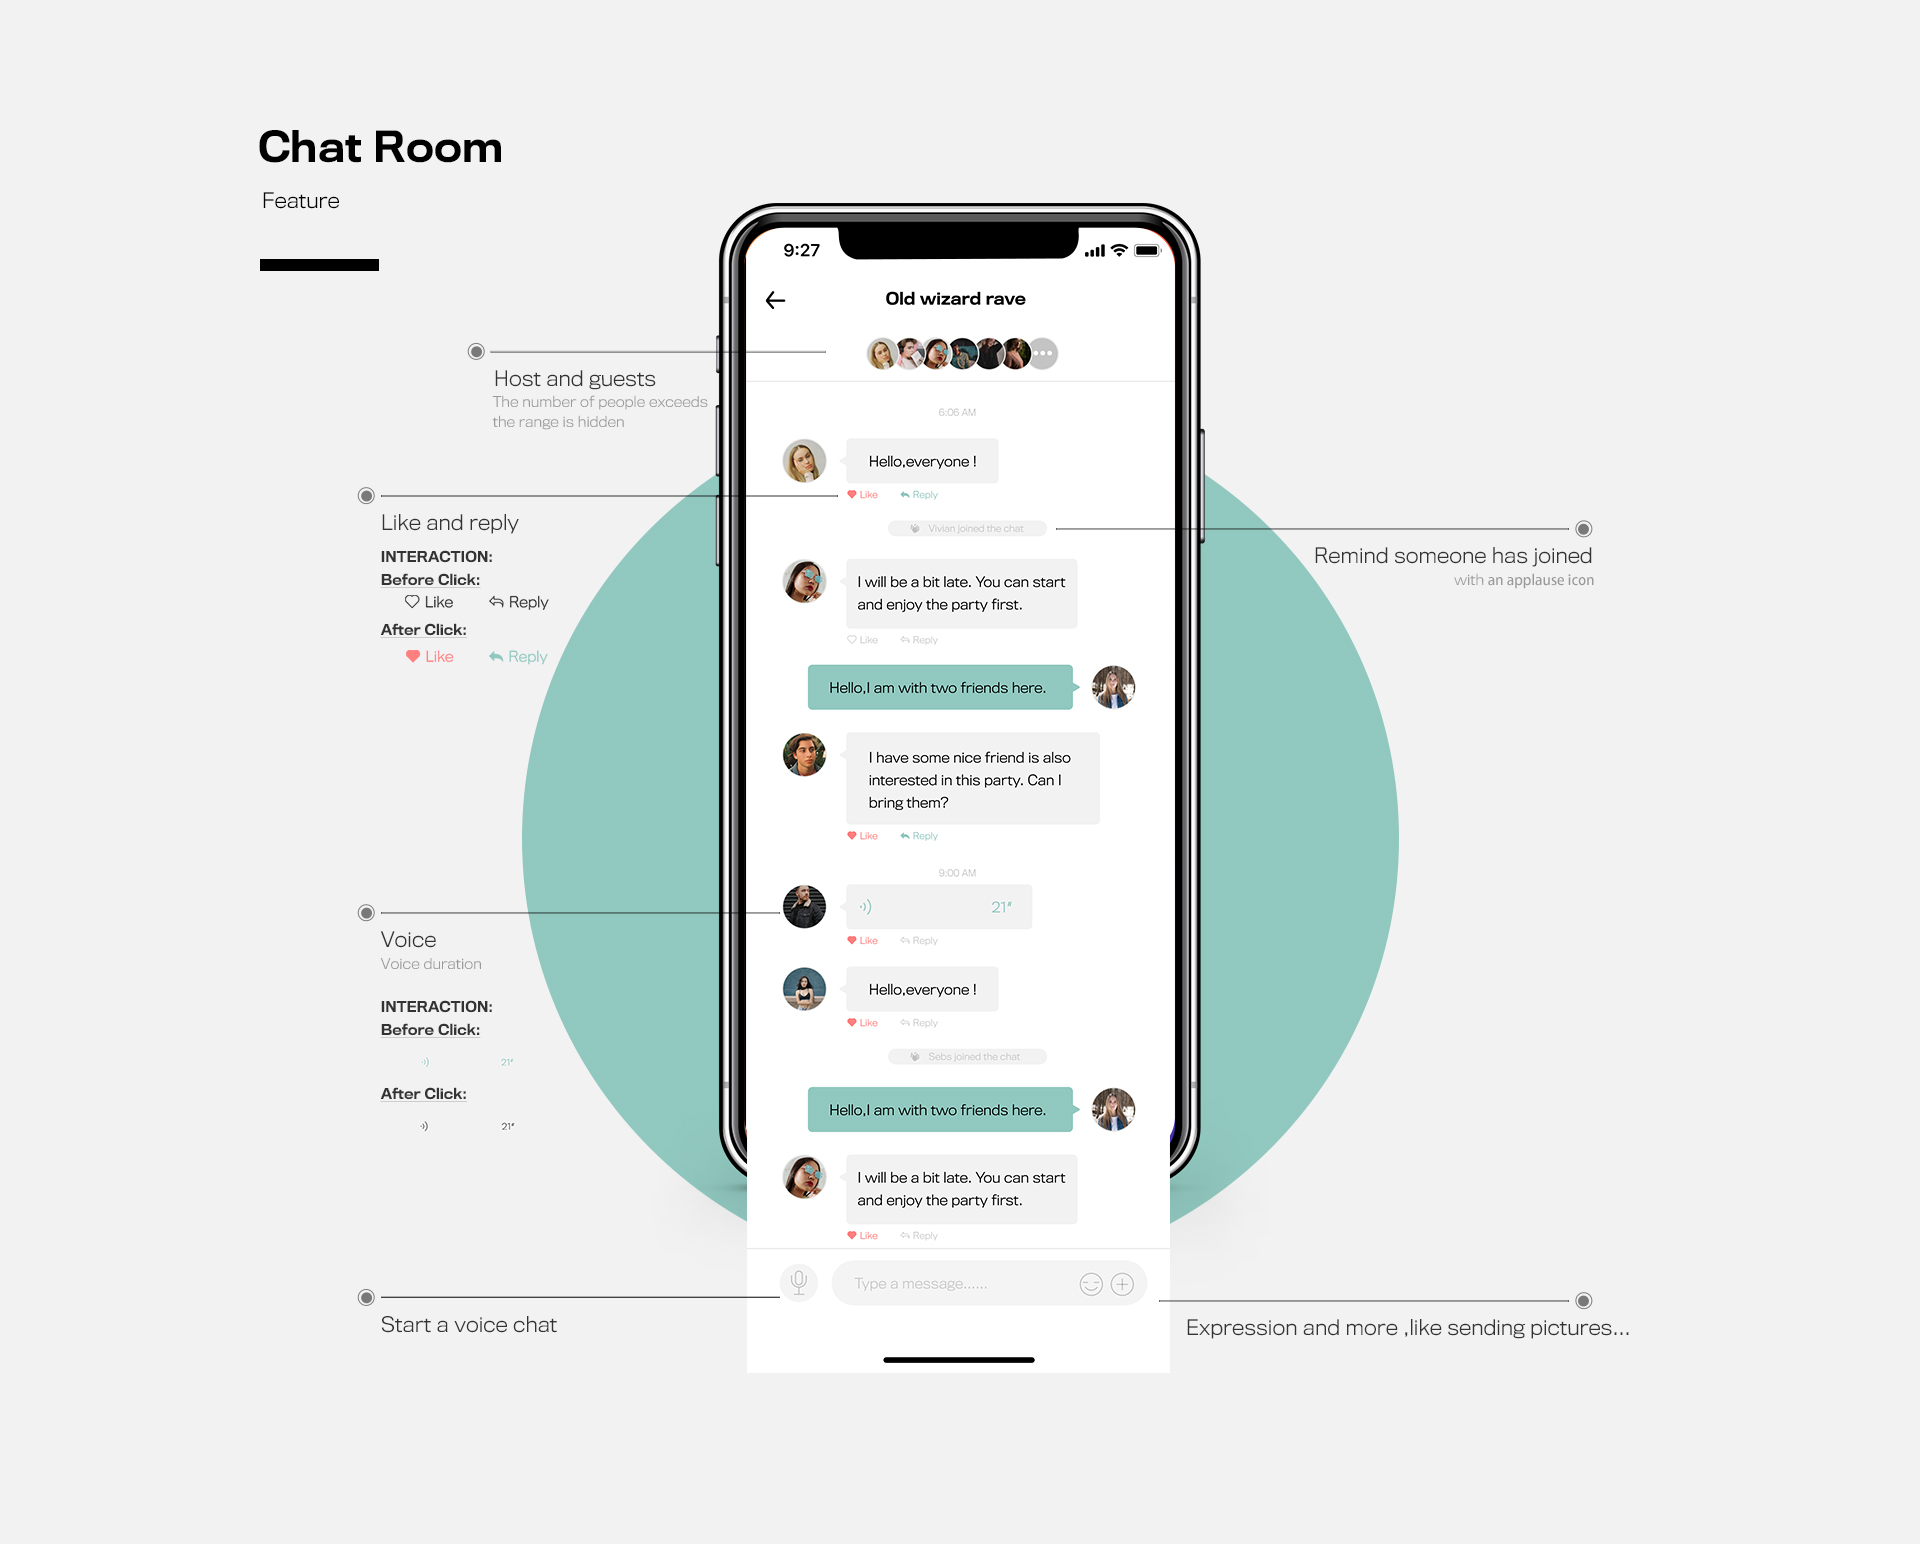 Chat Room
Feature
9:27
Old wizard rave
Host and guests
The number of people exceeds
the range is hidden
6:06 AM
Hello,everyone !
Like Reply
Like and reply
INTERACTION:
Before Click:
Like Reply
After Click:
Like Reply
Vivian joined the chat
Remind someone has joined
with an applause icon
I will be a bit late. You can start
and enjoy the party first.
Like Reply
Hello,I am with two friends here.
I have some nice friend is also
interested in this party. Can I
bring them?
Like Reply
9:00 AM
21"
Like Reply
Voice
Voice duration
INTERACTION:
Before Click:
21"
After Click:
21"
Hello,everyone !
Like Reply
Sebs joined the chat
Hello,I am with two friends here.
I will be a bit late. You can start
and enjoy the party first.
Like Reply
Type a message......
Start a voice chat
Expression and more ,like sending pictures...